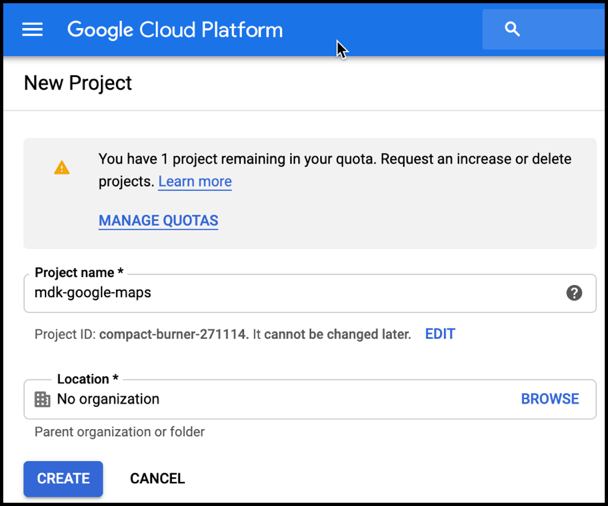 Google Cloud Platform
New Project
You have 1 project remaining in your quota. Request an increase or delete
projects. Learn more
MANAGE QUOTAS
Project name *
mdk-google-maps
Project ID: compact-burner-271114. It cannot be changed later. EDIT
Location *
No organization BROWSE
Parent organization or folder
CREATE CANCEL